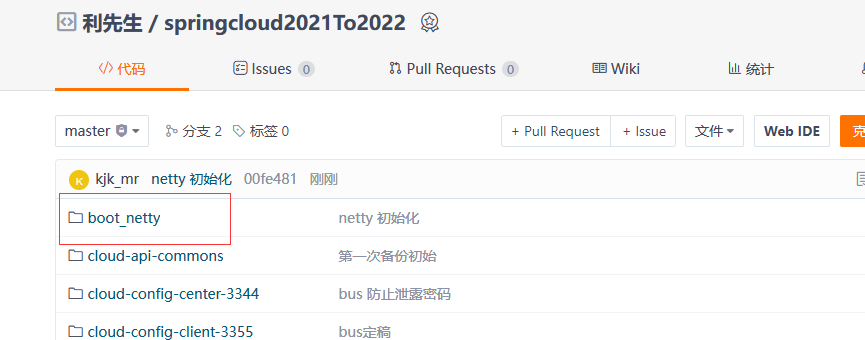 利先生 / springcloud2021To2022
代码 Issues 0 Pull Requests 0 Wiki 统计
master 分支 2 标签 0 + Pull Request + Issue 文件 Web IDE
K kjk_mr netty 初始化 00fe481 刚刚
boot_netty netty 初始化
cloud-api-commons 第一次备份初始
cloud-config-center-3344 bus 防止泄露密码
cloud-config-client-3355 bus定稿